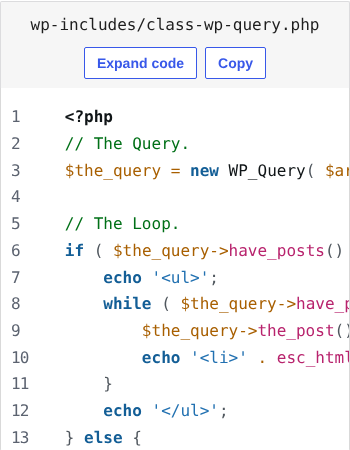 wp-includes/class-wp-query.php
Expand code Copy
1 <?php
2 // The Query.
3 $the_query = new WP_Query( $ar
4
5 // The Loop.
6 if ( $the_query->have_posts()
7 echo '<ul>';
8 while ( $the_query->have_p
9 $the_query->the_post()
10 echo '<li>' . esc_html
11 }
12 echo '</ul>';
13 } else {